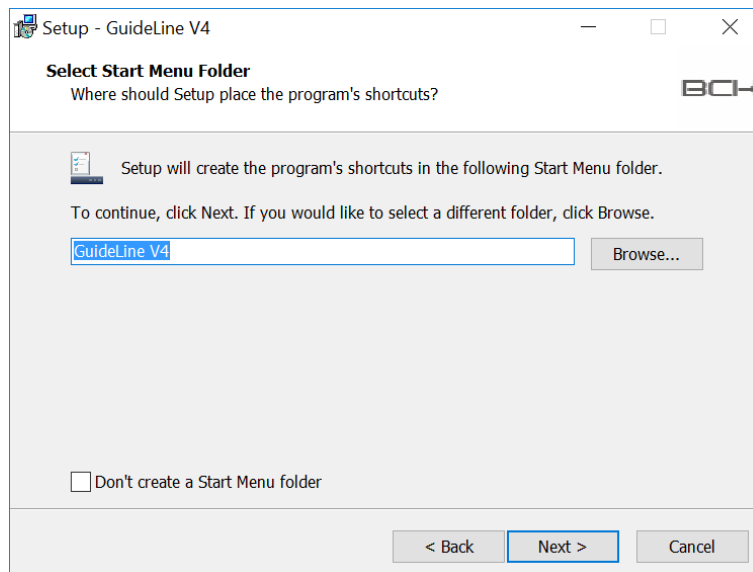 Setup - GuideLine V4
Select Start Menu Folder
Where should Setup place the program's shortcuts?
Setup will create the program's shortcuts in the following Start Menu folder.
To continue, click Next. If you would like to select a different folder, click Browse.
GuideLine V4
Browse...
Don't create a Start Menu folder
< Back
Next >
Cancel